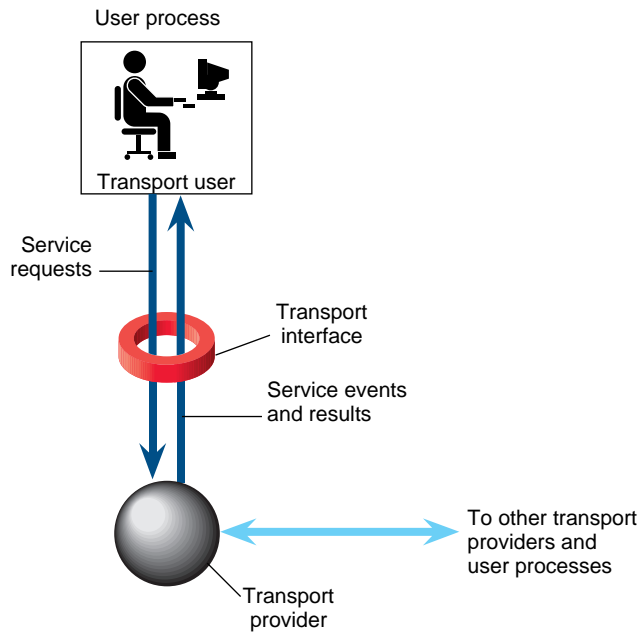 User process
Transport user
Service
requests
Transport
interface
Service events
and results
To other transport
providers and
user processes
Transport
provider